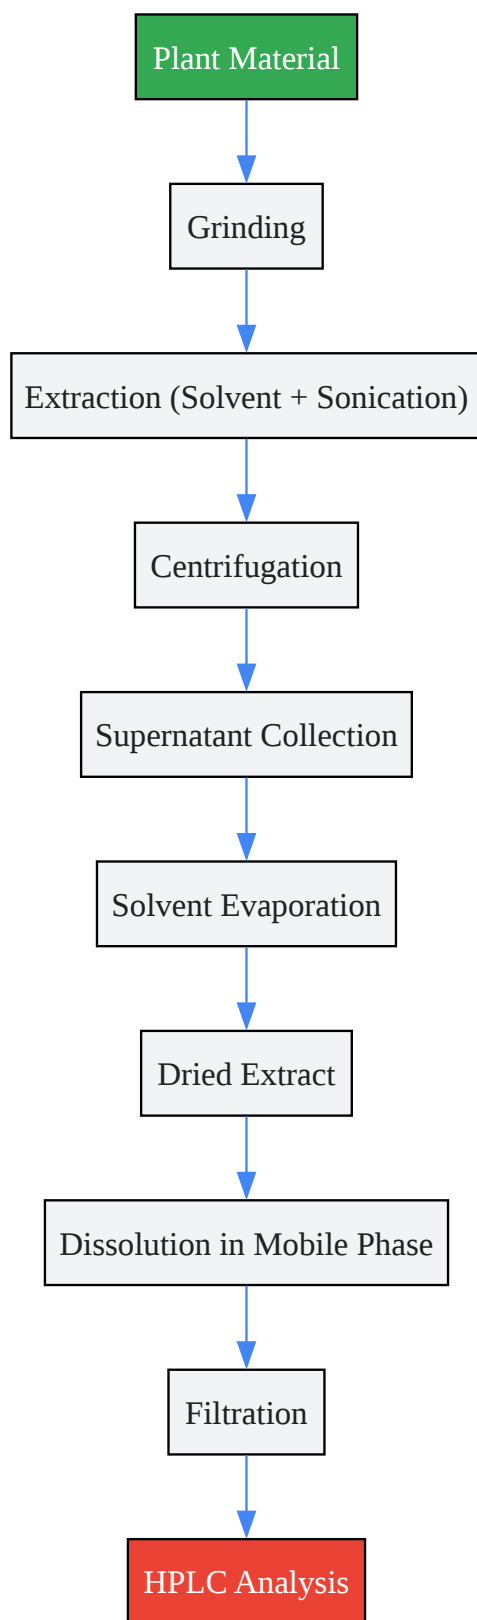 Plant Material
Grinding
Extraction (Solvent + Sonication)
Centrifugation
Supernatant Collection
Solvent Evaporation
Dried Extract
Dissolution in Mobile Phase
Filtration
HPLC Analysis